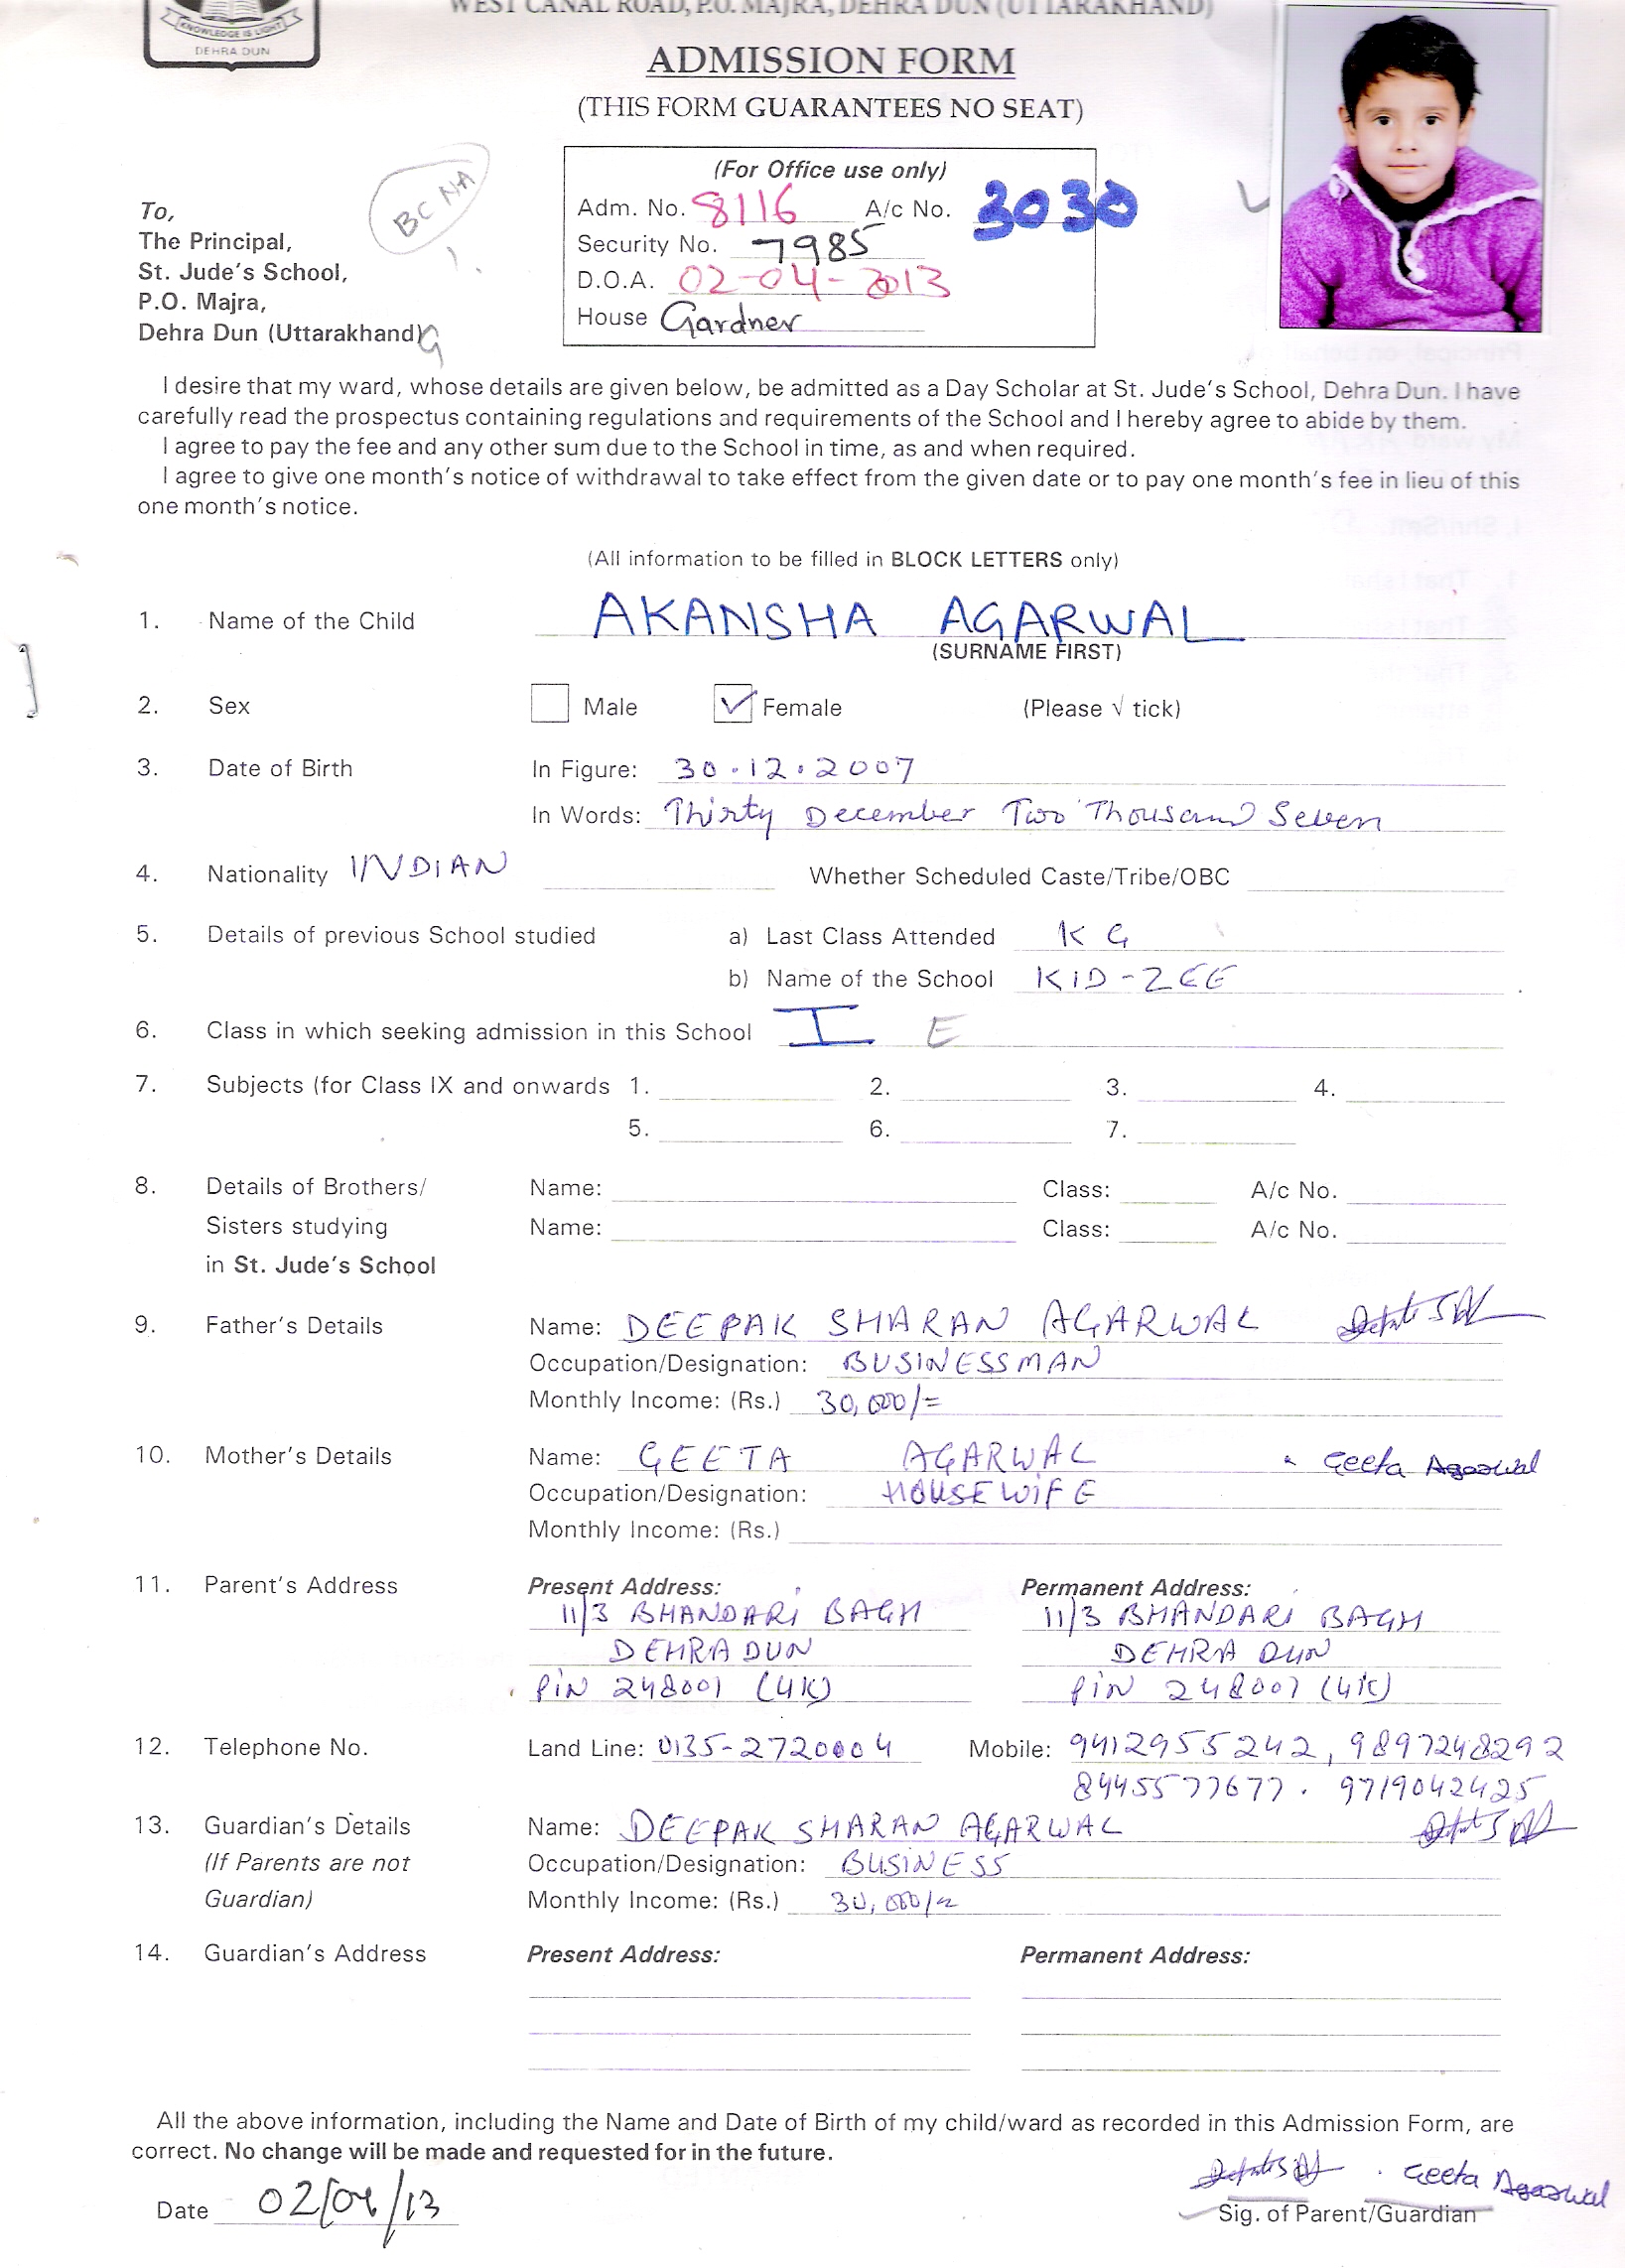 WEST CANAL ROAD, P.O. MAJRA, DEHRA DUN (UTTARAKHAND)
KNOWLEDGE IS LIGHT
DEHRA DUN
ADMISSION FORM
(THIS FORM GUARANTEES NO SEAT)
BC NA
(For Office use only)
Adm. No. 8116 A/c No. 3030
Security No. 7985
D.O.A. 02-04-2013
House Gardner
To,
The Principal,
St. Jude's School,
P.O. Majra,
Dehra Dun (Uttarakhand)
I desire that my ward, whose details are given below, be admitted as a Day Scholar at St. Jude's School, Dehra Dun. I have
carefully read the prospectus containing regulations and requirements of the School and I hereby agree to abide by them.
I agree to pay the fee and any other sum due to the School in time, as and when required.
I agree to give one month's notice of withdrawal to take effect from the given date or to pay one month's fee in lieu of this
one month's notice.
(All information to be filled in BLOCK LETTERS only)
1. Name of the Child AKANSHA AGARWAL
(SURNAME FIRST)
2. Sex Male ✓ Female (Please √ tick)
3. Date of Birth In Figure: 30.12.2007
In Words: Thirty December Two Thousand Seven
4. Nationality INDIAN Whether Scheduled Caste/Tribe/OBC
5. Details of previous School studied a) Last Class Attended K G
b) Name of the School KID-ZEE
6. Class in which seeking admission in this School I E
7. Subjects (for Class IX and onwards 1. 2. 3. 4.
5. 6. 7.
8. Details of Brothers/ Name: Class: A/c No.
Sisters studying Name: Class: A/c No.
in St. Jude's School
9. Father's Details Name: DEEPAK SHARAN AGARWAL
Occupation/Designation: BUSINESSMAN
Monthly Income: (Rs.) 30,000/=
10. Mother's Details Name: GEETA AGARWAL Geeta Agarwal
Occupation/Designation: HOUSEWIFE
Monthly Income: (Rs.)
11. Parent's Address Present Address: Permanent Address:
11/3 BHANDARI BAGH 11/3 BHANDARI BAGH
DEHRADUN DEHRA DUN
PIN 248001 (UK) PIN 248001 (UK)
12. Telephone No. Land Line: 0135-2720004 Mobile: 9412955242, 9897248292
8445577677. 9719042425
13. Guardian's Details Name: DEEPAK SHARAN AGARWAL
(If Parents are not Occupation/Designation: BUSINESS
Guardian) Monthly Income: (Rs.) 30,000/=
14. Guardian's Address Present Address: Permanent Address:
All the above information, including the Name and Date of Birth of my child/ward as recorded in this Admission Form, are
correct. No change will be made and requested for in the future.
Geeta Agarwal
Date 02/04/13 Sig. of Parent/Guardian